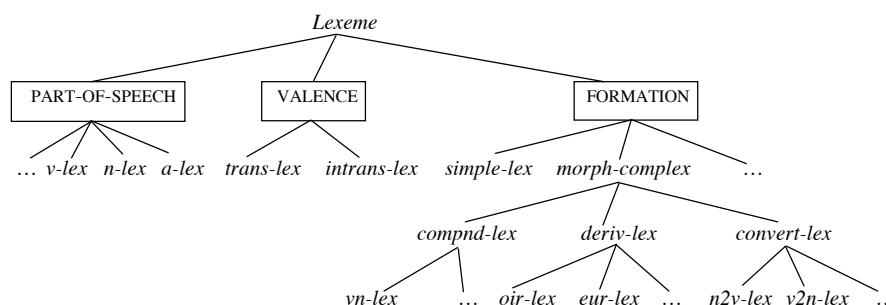 Lexeme
PART-OF-SPEECH VALENCE FORMATION
… v-lex n-lex a-lex trans-lex intrans-lex simple-lex morph-complex …
compnd-lex deriv-lex convert-lex
vn-lex … oir-lex eur-lex … n2v-lex v2n-lex …